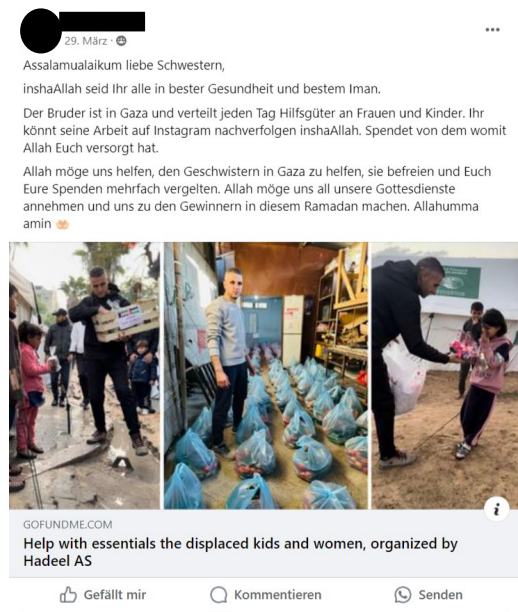 29. März ·
Assalamualaikum liebe Schwestern,
inshaAllah seid Ihr alle in bester Gesundheit und bestem Iman.
Der Bruder ist in Gaza und verteilt jeden Tag Hilfsgüter an Frauen und Kinder. Ihr
könnt seine Arbeit auf Instagram nachverfolgen inshaAllah. Spendet von dem womit
Allah Euch versorgt hat.
Allah möge uns helfen, den Geschwistern in Gaza zu helfen, sie befreien und Euch
Eure Spenden mehrfach vergelten. Allah möge uns all unsere Gottesdienste
annehmen und uns zu den Gewinnern in diesem Ramadan machen. Allahumma
amin 🤲🏻
GOFUNDME.COM
Help with essentials the displaced kids and women, organized by
Hadeel AS
Gefällt mir
Kommentieren
Senden